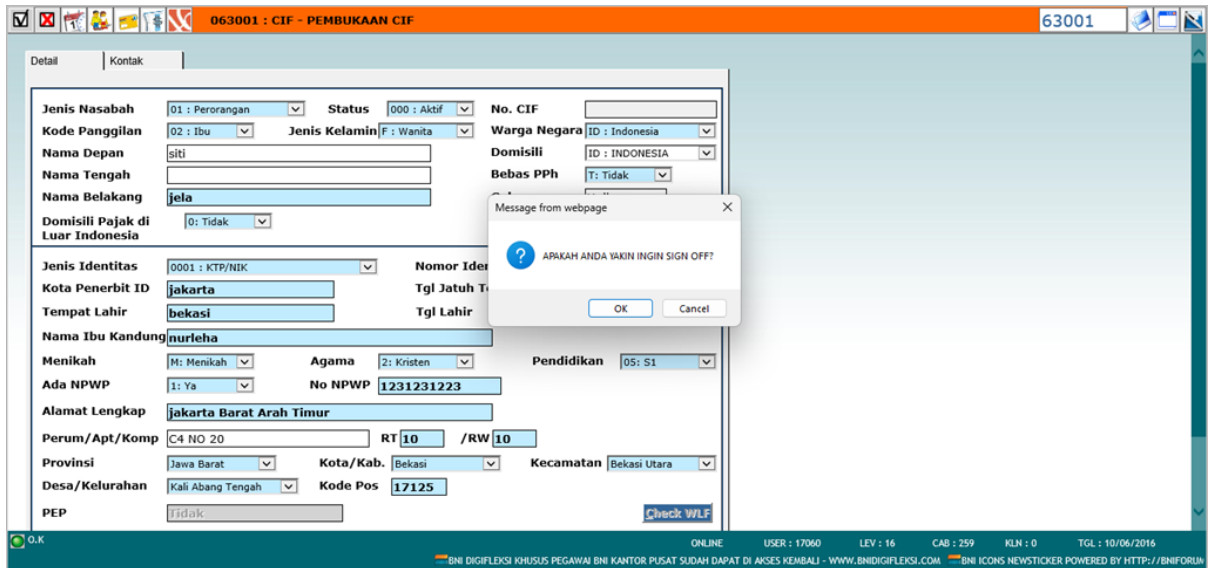 063001 : CIF - PEMBUKAAN CIF 63001
Detail Kontak
Jenis Nasabah 01 : Perorangan Status 000 : Aktif No. CIF
Kode Panggilan 02 : Ibu Jenis Kelamin F : Wanita Warga Negara ID : Indonesia
Nama Depan siti Domisili ID : INDONESIA
Nama Tengah Bebas PPh T: Tidak
Nama Belakang jela
Message from webpage
Domisili Pajak di Luar Indonesia 0: Tidak
APAKAH ANDA YAKIN INGIN SIGN OFF?
OK Cancel
Jenis Identitas 0001 : KTP/NIK Nomor Iden
Kota Penerbit ID jakarta Tgl Jatuh T
Tempat Lahir bekasi Tgl Lahir
Nama Ibu Kandung nurleha
Menikah M: Menikah Agama 2: Kristen Pendidikan 05: S1
Ada NPWP 1: Ya No NPWP 1231231223
Alamat Lengkap jakarta Barat Arah Timur
Perum/Apt/Komp C4 NO 20 RT 10 /RW 10
Provinsi Jawa Barat Kota/Kab. Bekasi Kecamatan Bekasi Utara
Desa/Kelurahan Kali Abang Tengah Kode Pos 17125
PEP Tidak Check WLF
O.K ONLINE USER : 17060 LEV : 16 CAB : 259 KLN : 0 TGL : 10/06/2016
BNI DIGIFLEKSI KHUSUS PEGAWAI BNI KANTOR PUSAT SUDAH DAPAT DI AKSES KEMBALI - WWW.BNIDIGIFLEKSI.COM BNI ICONS NEWSTICKER POWERED BY HTTP://BNIFORUM